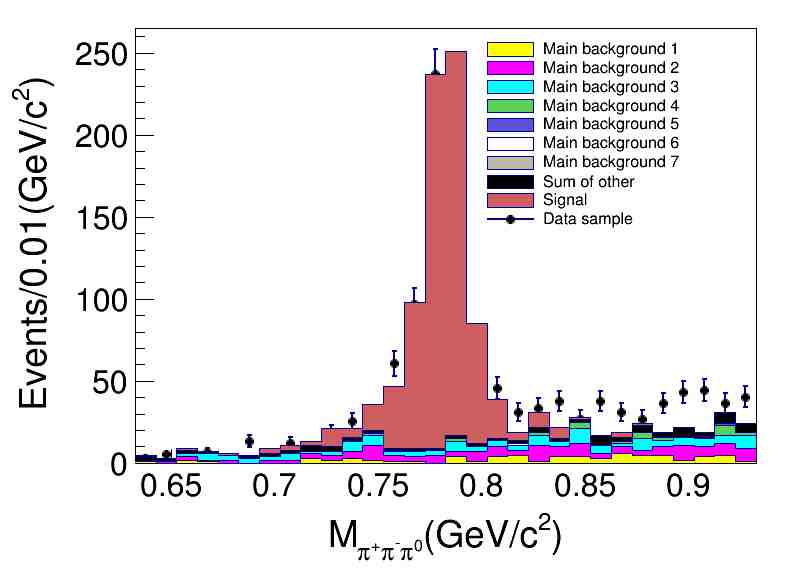 Events/0.01(GeV/c²)
250
200
150
100
50
0
0.65 0.7 0.75 0.8 0.85 0.9
M_π⁺π⁻π⁰(GeV/c²)
Main background 1
Main background 2
Main background 3
Main background 4
Main background 5
Main background 6
Main background 7
Sum of other
Signal
Data sample